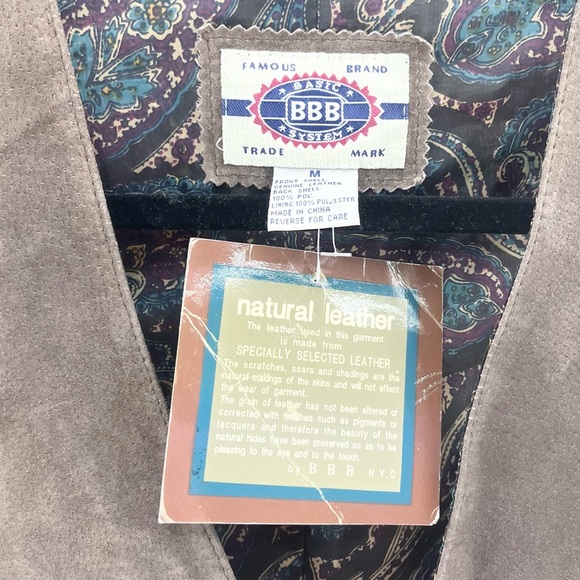 FAMOUS BRAND
BASIC
BBB
SYSTEM
TRADE MARK
M
FRONT SHELL:
GENUINE LEATHER
BACK SHELL:
100% POL
LINING:100% POLYESTER
MADE IN CHINA
REVERSE FOR CARE
natural leather
The leather used in this garment
is made from
SPECIALLY SELECTED LEATHER.
The scratches, scars and shadings are the
natural markings of the skins and will not effect
the wear of garment.
The grain of leather has not been altered or
corrected with finishes such as pigments or
lacquers and therefore the beauty of the
natural hides have been preserved so as to be
pleasing to the eye and to the touch.
by BBB N.Y.C